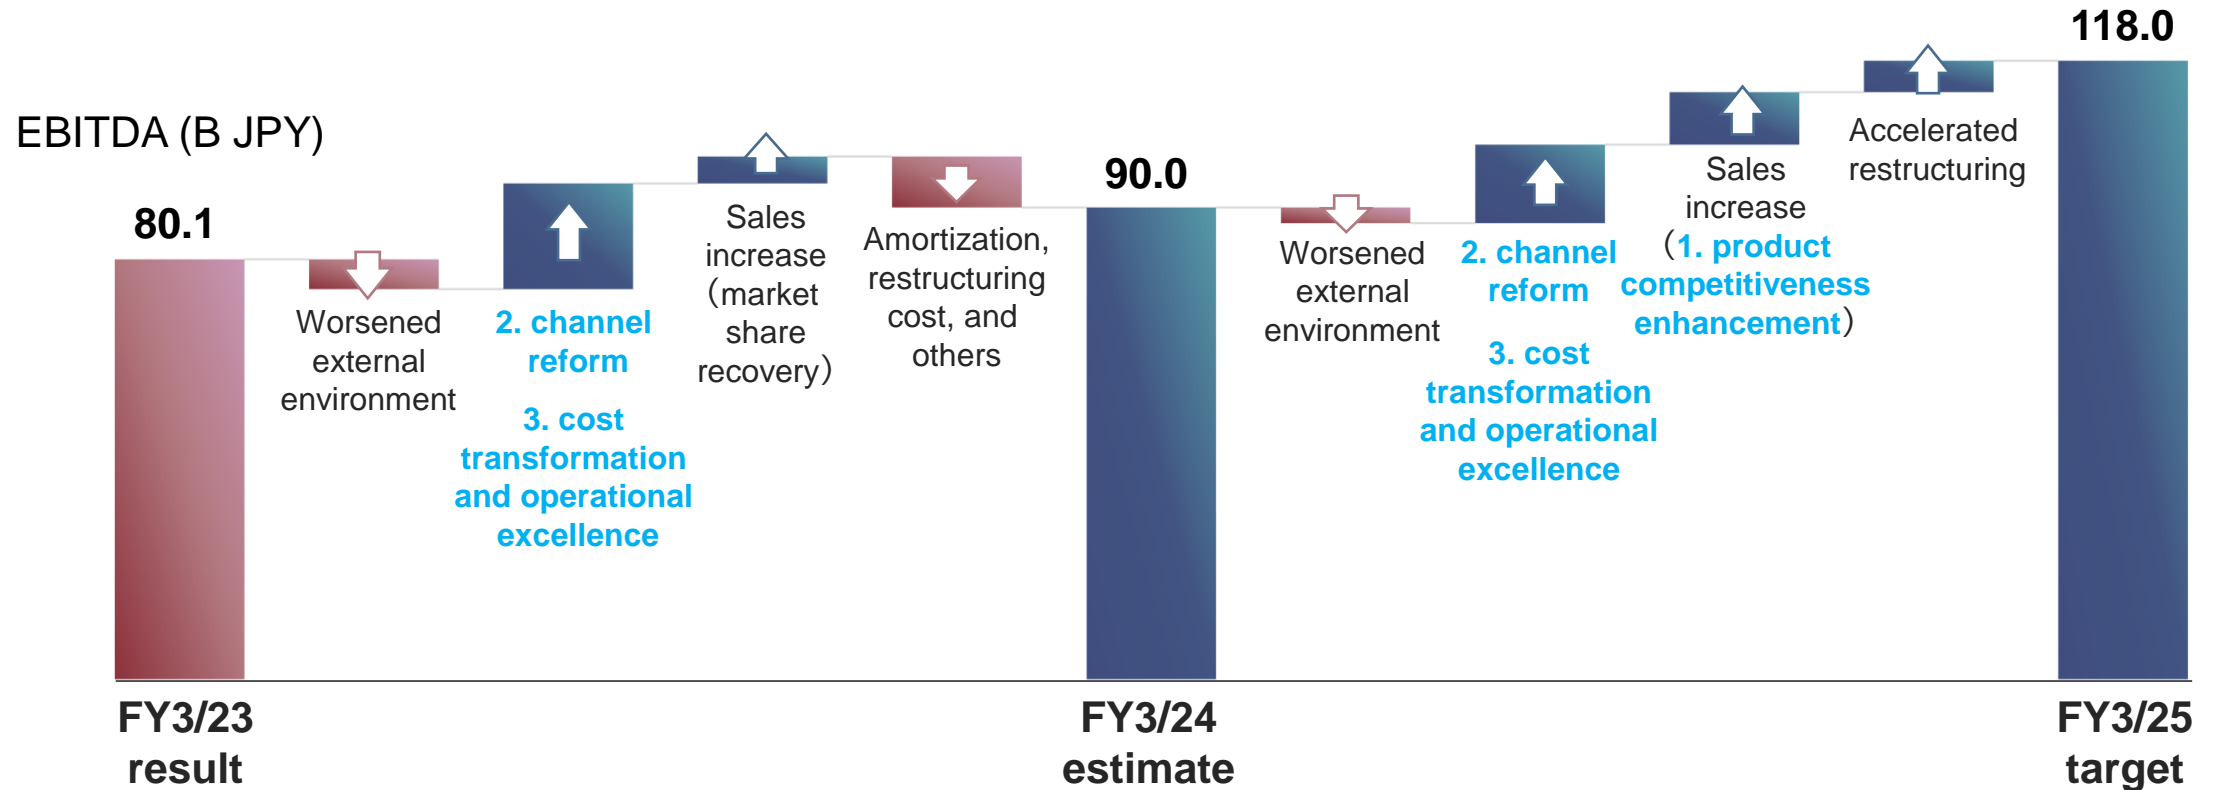 EBITDA (B JPY)
80.1
Worsened
external
environment
2. channel
reform
3. cost
transformation
and operational
excellence
Sales
increase
（market
share
recovery）
Amortization,
restructuring
cost, and
others
90.0
Worsened
external
environment
2. channel
reform
3. cost
transformation
and operational
excellence
Sales
increase
（1. product
competitiveness
enhancement）
Accelerated
restructuring
118.0
FY3/23
result
FY3/24
estimate
FY3/25
target